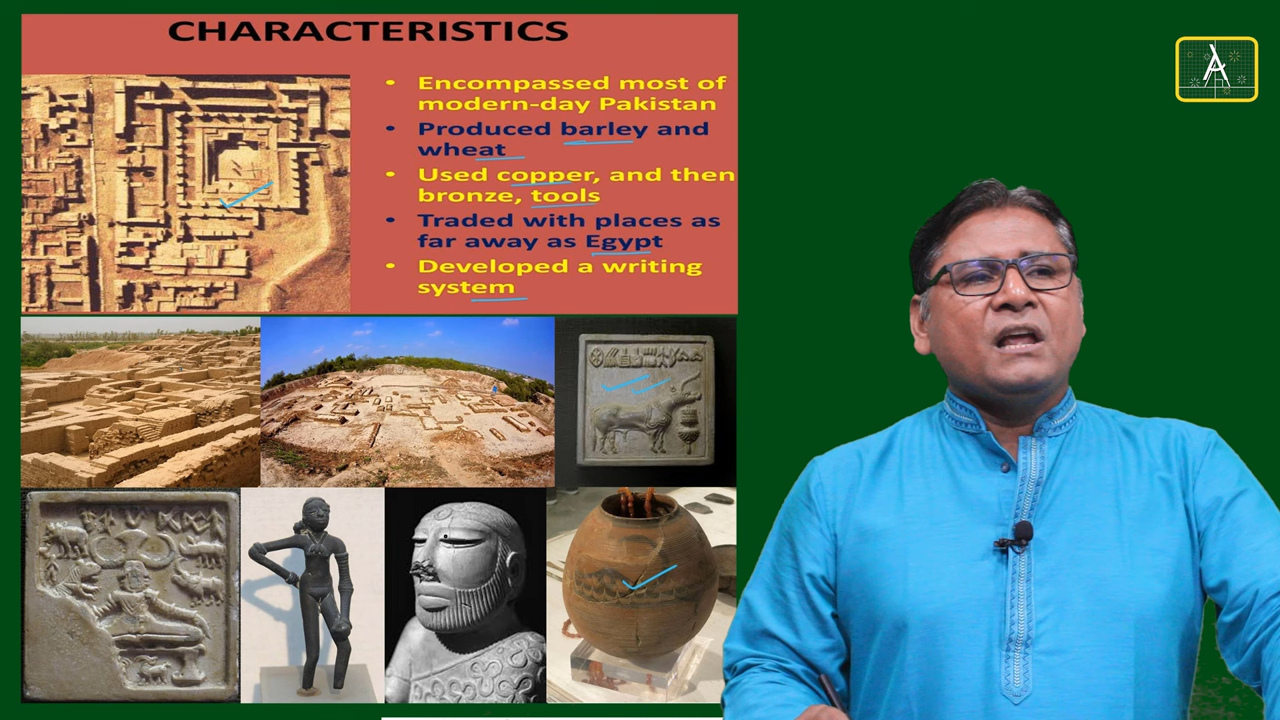 CHARACTERISTICS
• Encompassed most of
modern-day Pakistan
• Produced barley and
wheat
• Used copper, and then
bronze, tools
• Traded with places as
far away as Egypt
• Developed a writing
system